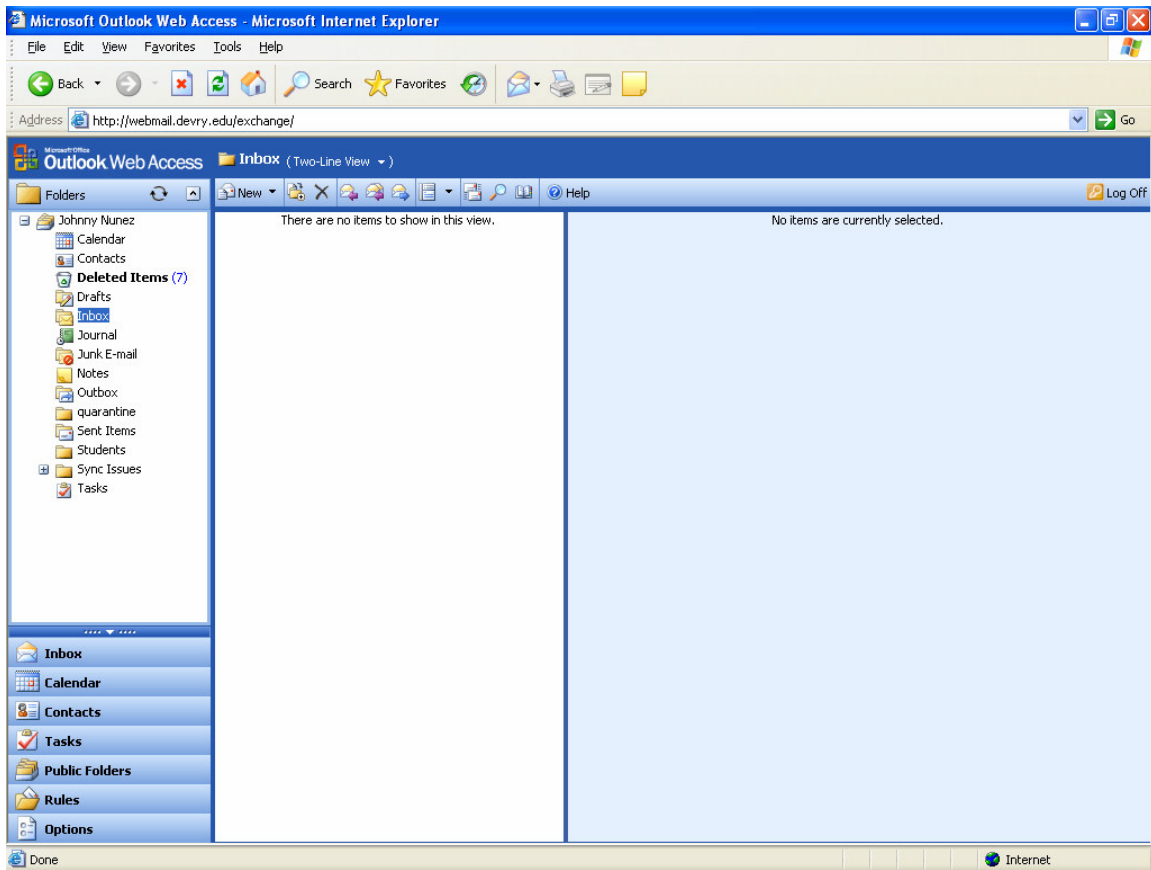 Microsoft Outlook Web Access - Microsoft Internet Explorer
File Edit View Favorites Tools Help
Back Search Favorites
Address http://webmail.devry.edu/exchange/ Go
Microsoft Office
Outlook Web Access Inbox (Two-Line View)
Folders New Help Log Off
Johnny Nunez There are no items to show in this view. No items are currently selected.
Calendar
Contacts
Deleted Items (7)
Drafts
Inbox
Journal
Junk E-mail
Notes
Outbox
quarantine
Sent Items
Students
Sync Issues
Tasks
Inbox
Calendar
Contacts
Tasks
Public Folders
Rules
Options
Done Internet